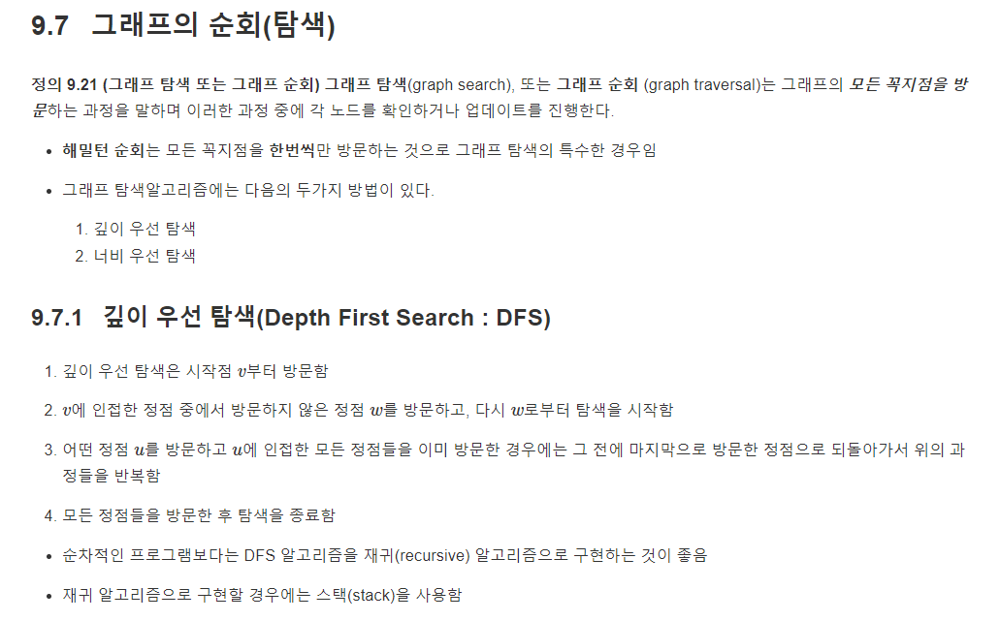 9.7 그래프의 순회(탐색)
정의 9.21 (그래프 탐색 또는 그래프 순회) 그래프 탐색(graph search), 또는 그래프 순회 (graph traversal)는 그래프의 모든 꼭지점을 방
문하는 과정을 말하며 이러한 과정 중에 각 노드를 확인하거나 업데이트를 진행한다.
• 해밀턴 순회는 모든 꼭지점을 한번씩만 방문하는 것으로 그래프 탐색의 특수한 경우임
• 그래프 탐색알고리즘에는 다음의 두가지 방법이 있다.
1. 깊이 우선 탐색
2. 너비 우선 탐색
9.7.1 깊이 우선 탐색(Depth First Search : DFS)
1. 깊이 우선 탐색은 시작점 v부터 방문함
2. v에 인접한 정점 중에서 방문하지 않은 정점 w를 방문하고, 다시 w로부터 탐색을 시작함
3. 어떤 정점 u를 방문하고 u에 인접한 모든 정점들을 이미 방문한 경우에는 그 전에 마지막으로 방문한 정점으로 되돌아가서 위의 과
정들을 반복함
4. 모든 정점들을 방문한 후 탐색을 종료함
• 순차적인 프로그램보다는 DFS 알고리즘을 재귀(recursive) 알고리즘으로 구현하는 것이 좋음
• 재귀 알고리즘으로 구현할 경우에는 스택(stack)을 사용함